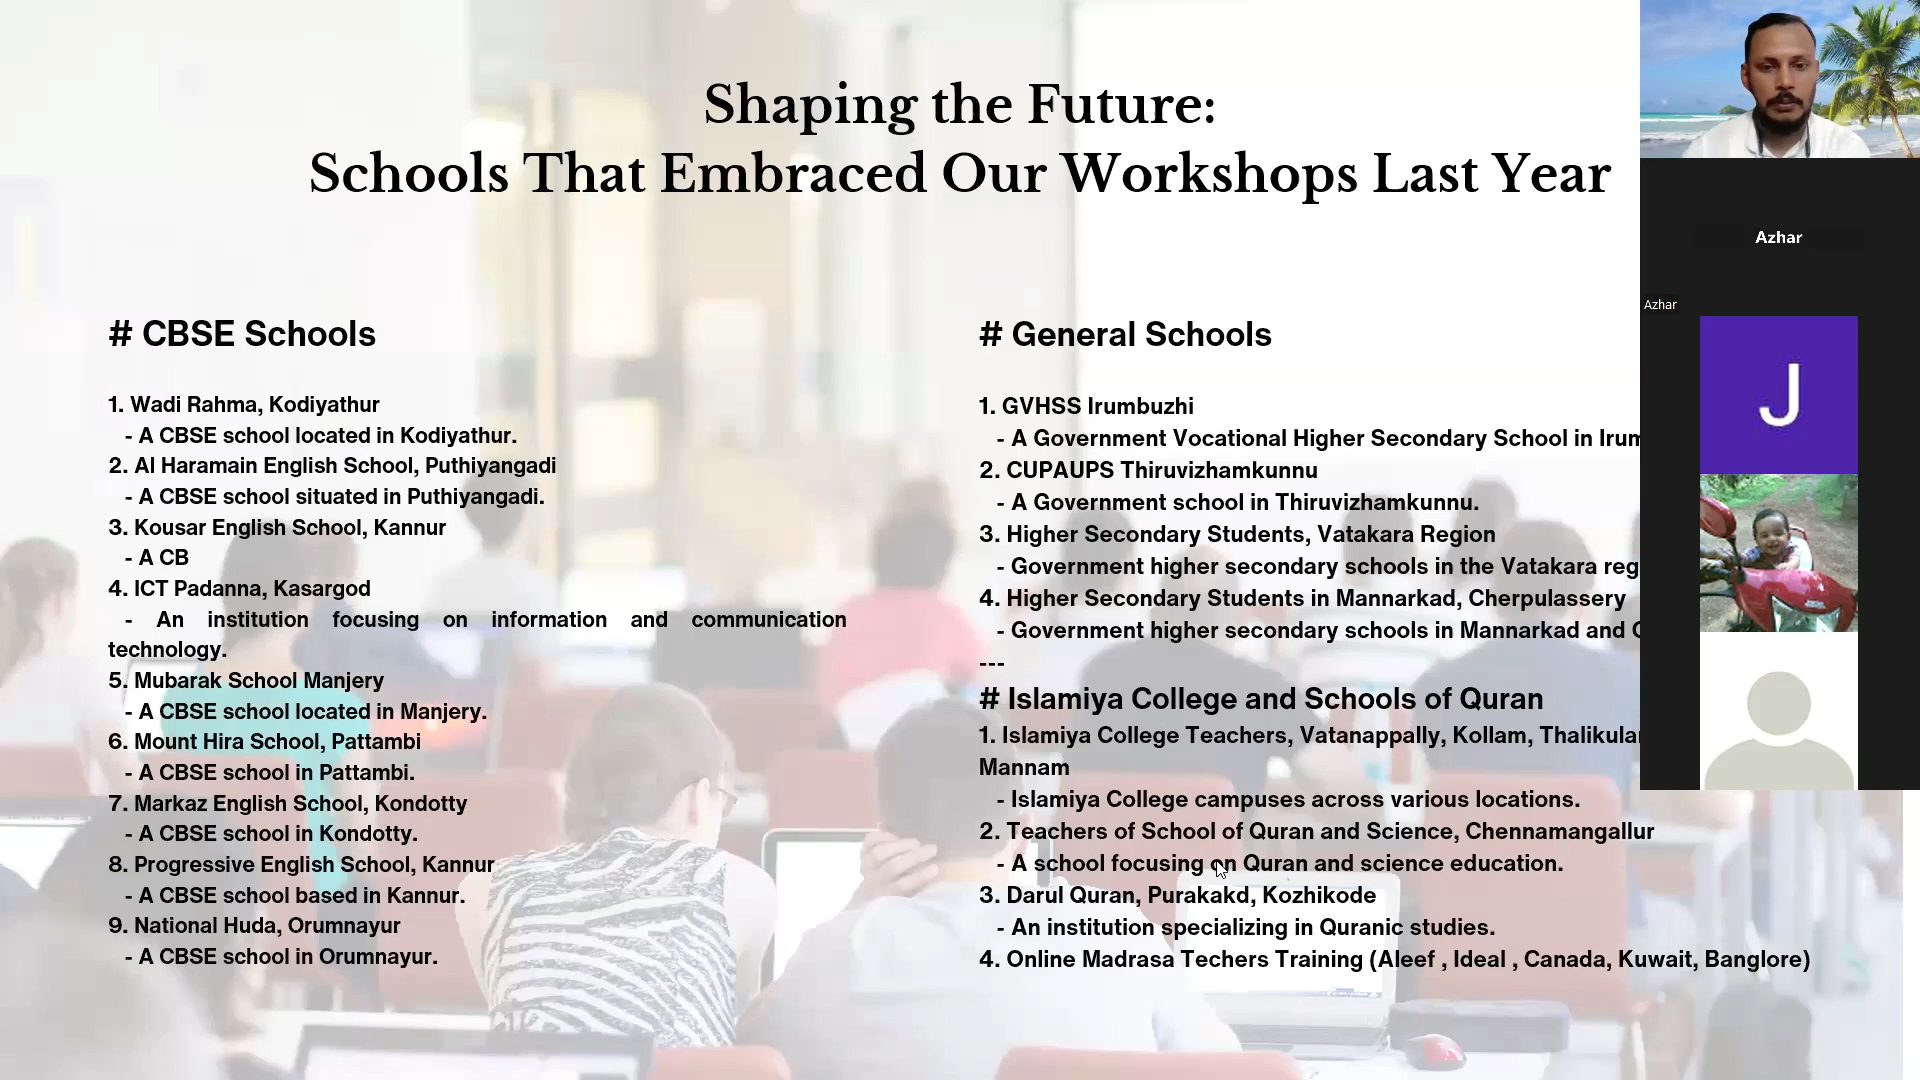 Shaping the Future:
Schools That Embraced Our Workshops Last Year
# CBSE Schools
1. Wadi Rahma, Kodiyathur
- A CBSE school located in Kodiyathur.
2. Al Haramain English School, Puthiyangadi
- A CBSE school situated in Puthiyangadi.
3. Kousar English School, Kannur
- A CB
4. ICT Padanna, Kasargod
- An institution focusing on information and communication
technology.
5. Mubarak School Manjery
- A CBSE school located in Manjery.
6. Mount Hira School, Pattambi
- A CBSE school in Pattambi.
7. Markaz English School, Kondotty
- A CBSE school in Kondotty.
8. Progressive English School, Kannur
- A CBSE school based in Kannur.
9. National Huda, Orumnayur
- A CBSE school in Orumnayur.
# General Schools
1. GVHSS Irumbuzhi
- A Government Vocational Higher Secondary School in
2. CUPAUPS Thiruvizhamkunnu
- A Government school in Thiruvizhamkunnu.
3. Higher Secondary Students, Vatakara Region
- Government higher secondary schools in the Vatakara
4. Higher Secondary Students in Mannarkad, Cherpulassery
- Government higher secondary schools in Mannarkad and
---
# Islamiya College and Schools of Quran
1. Islamiya College Teachers, Vatanappally, Kollam,
Mannam
- Islamiya College campuses across various locations.
2. Teachers of School of Quran and Science, Chennamangallur
- A school focusing on Quran and science education.
3. Darul Quran, Purakakd, Kozhikode
- An institution specializing in Quranic studies.
4. Online Madrasa Techers Training (Aleef , Ideal , Canada, Kuwait, Banglore)
Azhar
Azhar
J